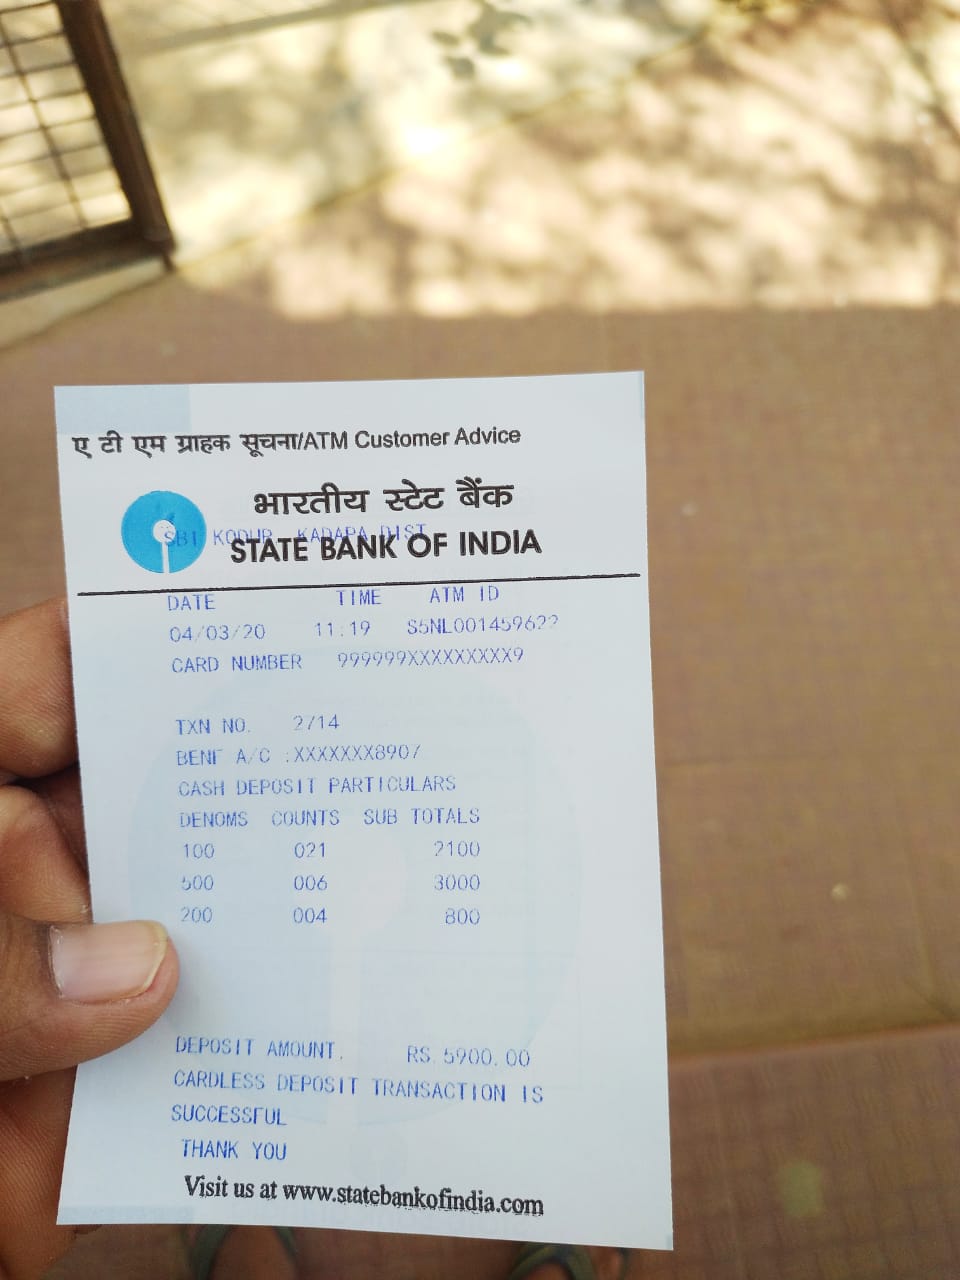 ए टी एम ग्राहक सूचना/ATM Customer Advice
भारतीय स्टेट बैंक
SBI KODUR, KADAPA DIST
STATE BANK OF INDIA
DATE TIME ATM ID
04/03/20 11:19 S5NL001459622
CARD NUMBER 999999XXXXXXXXX9
TXN NO. 2714
BENF A/C :XXXXXXX8907
CASH DEPOSIT PARTICULARS
DENOMS COUNTS SUB TOTALS
100 021 2100
500 006 3000
200 004 800
DEPOSIT AMOUNT. RS.5900.00
CARDLESS DEPOSIT TRANSACTION IS
SUCCESSFUL
THANK YOU
Visit us at www.statebankofindia.com